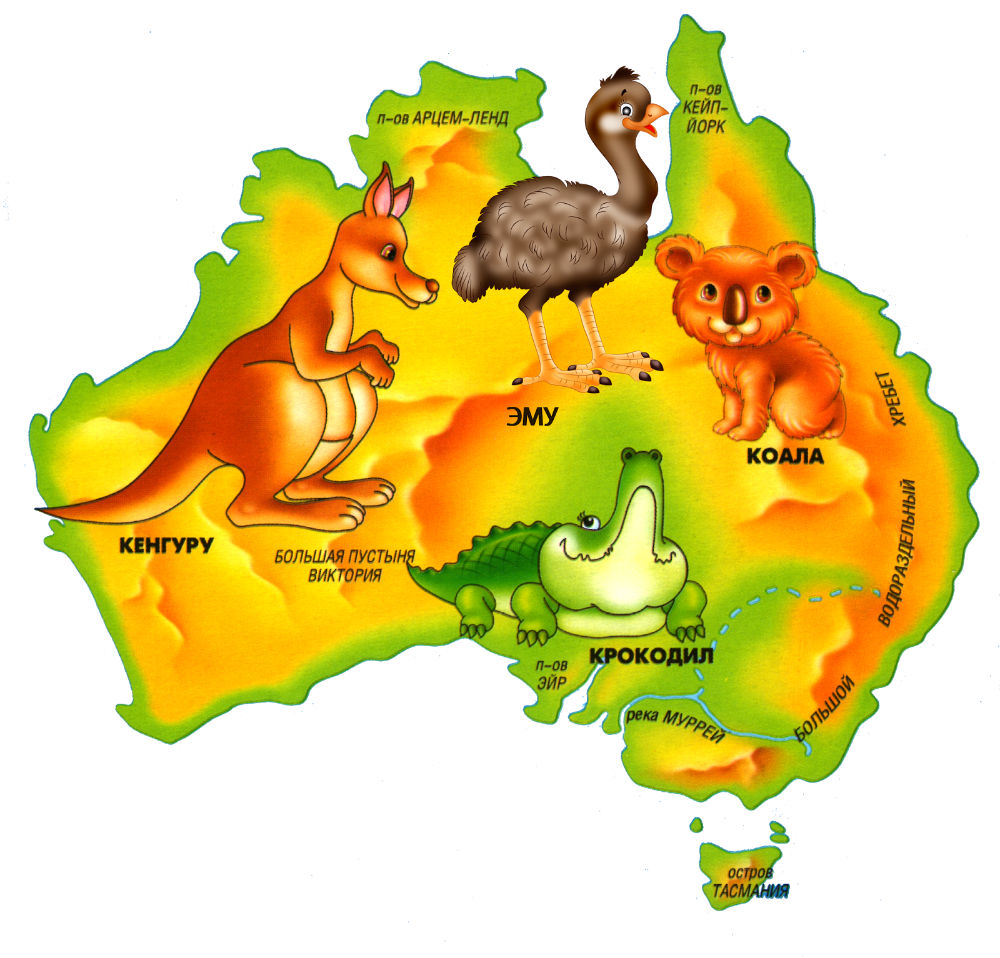 п-ов
КЕЙП-
ЙОРК
п-ов АРЦЕМ-ЛЕНД
ЭМУ
КОАЛА
КЕНГУРУ
БОЛЬШАЯ ПУСТЫНЯ
ВИКТОРИЯ
КРОКОДИЛ
п-ов
ЭЙР
река МУРРЕЙ
БОЛЬШОЙ
ВОДОРАЗДЕЛЬНЫЙ
ХРЕБЕТ
остров
ТАСМАНИЯ